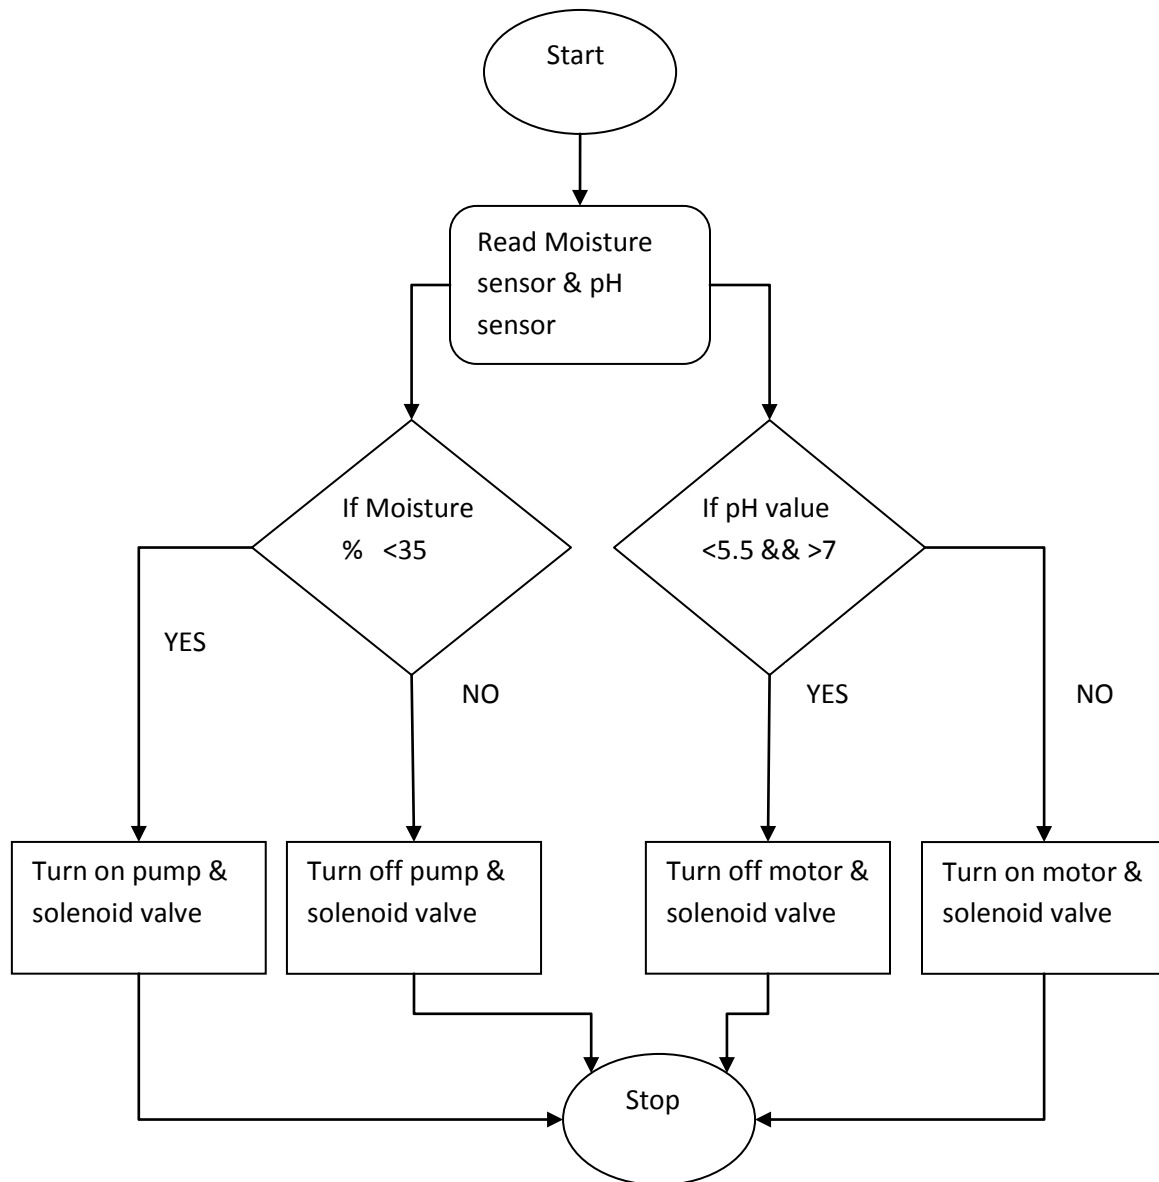 Start
Read Moisture
sensor & pH
sensor
If Moisture
% <35
If pH value
<5.5 && >7
YES
NO
YES
NO
Turn on pump &
solenoid valve
Turn off pump &
solenoid valve
Turn off motor &
solenoid valve
Turn on motor &
solenoid valve
Stop